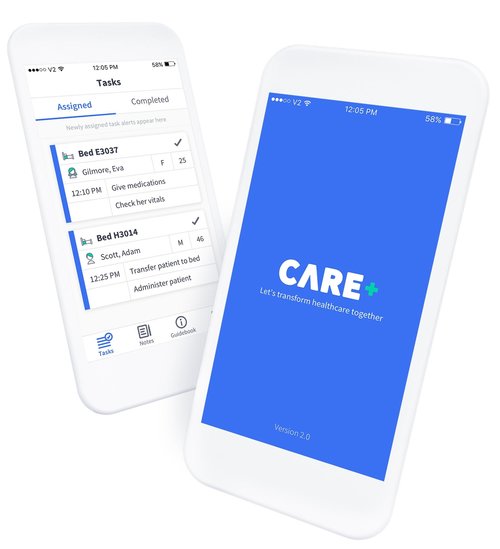 V2
12:05 PM
58%
Tasks
Assigned
Completed
Newly assigned task alerts appear here
Bed E3037
Gilmore, Eva
F
25
12:10 PM
Give medications
Check her vitals
Bed H3014
Scott, Adam
M
46
12:25 PM
Transfer patient to bed
Administer patient
Tasks
Notes
Guidebook
V2
12:05 PM
58%
CARE+
Let's transform healthcare together
Version 2.0